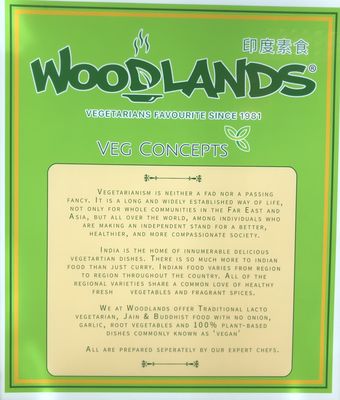 印度素食
WOODLANDS®
VEGETARIANS FAVOURITE SINCE 1981
VEG CONCEPTS
VEGETARIANISM IS NEITHER A FAD NOR A PASSING
FANCY. IT IS A LONG AND WIDELY ESTABLISHED WAY OF LIFE,
NOT ONLY FOR WHOLE COMMUNITIES IN THE FAR EAST AND
ASIA, BUT ALL OVER THE WORLD, AMONG INDIVIDUALS WHO
ARE MAKING AN INDEPENDENT STAND FOR A BETTER,
HEALTHIER, AND MORE COMPASSIONATE SOCIETY.
INDIA IS THE HOME OF INNUMERABLE DELICIOUS
VEGETARTIAN DISHES. THERE IS SO MUCH MORE TO INDIAN
FOOD THAN JUST CURRY. INDIAN FOOD VARIES FROM REGION
TO REGION THROUGHOUT THE COUNTRY. ALL OF THE
REGIONAL VARIETIES SHARE A COMMON LOVE OF HEALTHY
FRESH VEGETABLES AND FRAGRANT SPICES.
WE AT WOODLANDS OFFER TRADITIONAL LACTO
VEGETARIAN, JAIN & BUDDHIST FOOD WITH NO ONION,
GARLIC, ROOT VEGETABLES AND 100% PLANT-BASED
DISHES COMMONLY KNOWN AS 'VEGAN'
ALL ARE PREPARED SEPERATELY BY OUR EXPERT CHEFS.